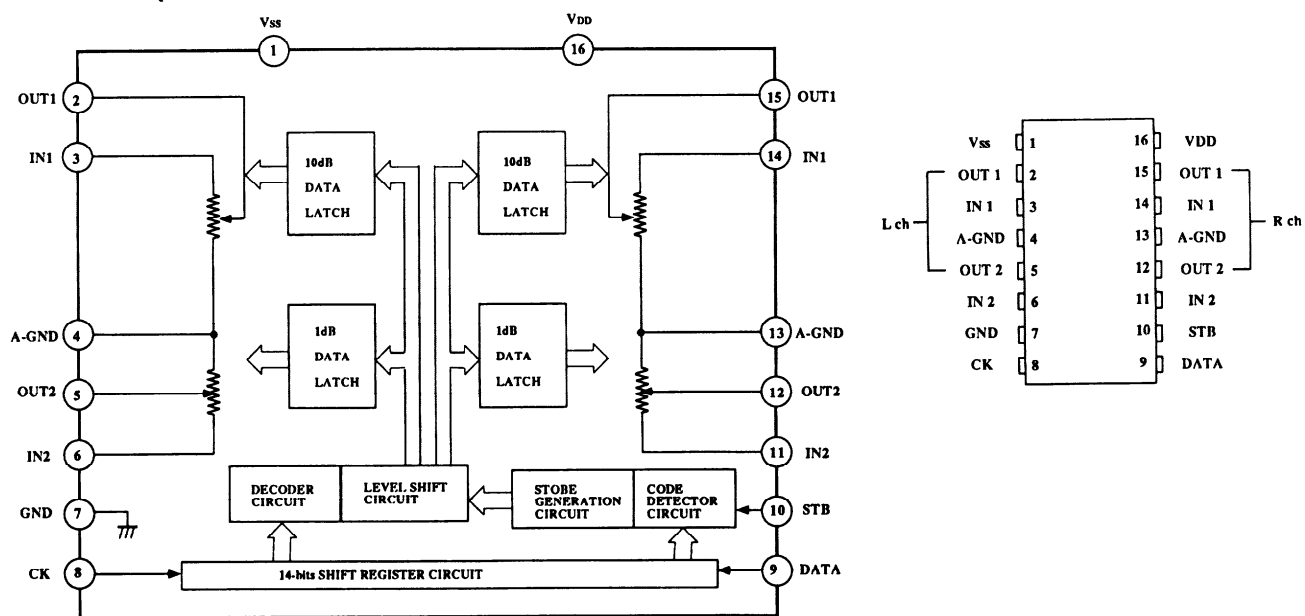 Vss
VDD
1
16
OUT1
2
15
OUT1
IN1
3
14
IN1
10dB
DATA
LATCH
10dB
DATA
LATCH
1dB
DATA
LATCH
1dB
DATA
LATCH
A-GND
4
13
A-GND
OUT2
5
12
OUT2
IN2
6
11
IN2
DECODER
CIRCUIT
LEVEL SHIFT
CIRCUIT
STOBE
GENERATION
CIRCUIT
CODE
DETECTOR
CIRCUIT
GND
7
10
STB
CK
8
14-bits SHIFT REGISTER CIRCUIT
9
DATA
Vss 1 16 VDD
OUT 1 2 15 OUT 1
IN 1 3 14 IN 1
L ch
A-GND 4 13 A-GND
R ch
OUT 2 5 12 OUT 2
IN 2 6 11 IN 2
GND 7 10 STB
CK 8 9 DATA